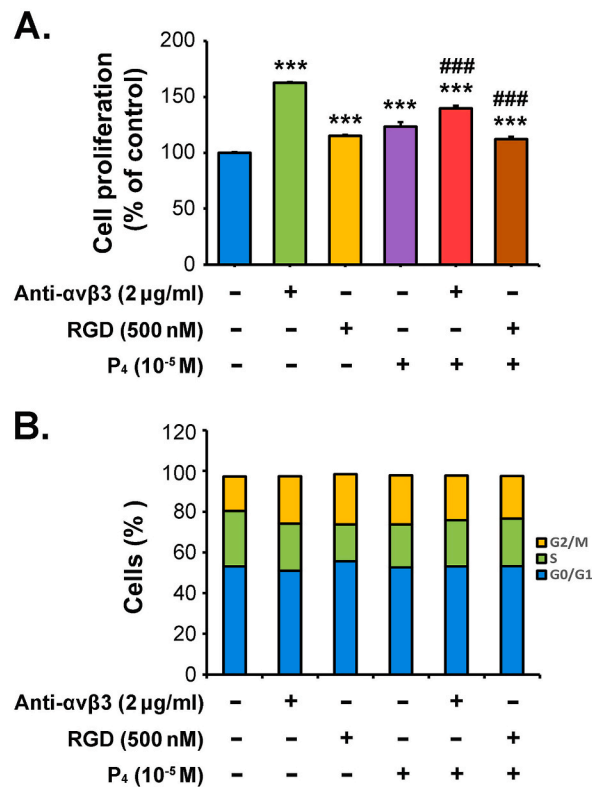 A.
Cell proliferation
(% of control)
200
150
100
50
0
***
***
***
###
***
###
***
Anti-αvβ3 (2 µg/ml) − + − − + −
RGD (500 nM) − − + − − +
P₄ (10⁻⁵ M) − − − + + +
B.
Cells (% )
120
100
80
60
40
20
0
G2/M
S
G0/G1
Anti-αvβ3 (2 µg/ml) − + − − + −
RGD (500 nM) − − + − − +
P₄ (10⁻⁵ M) − − − + + +